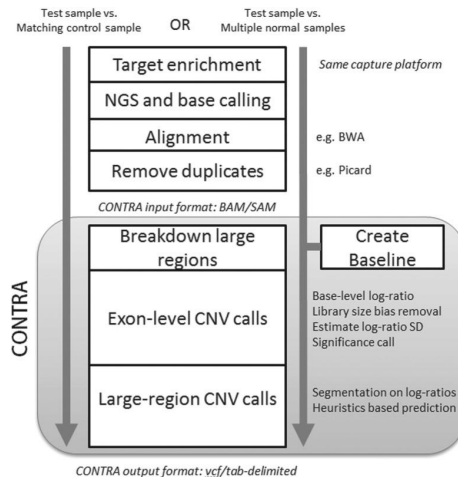 Test sample vs.
Matching control sample
OR
Test sample vs.
Multiple normal samples
Target enrichment
Same capture platform
NGS and base calling
Alignment
e.g. BWA
Remove duplicates
e.g. Picard
CONTRA input format: BAM/SAM
CONTRA
Breakdown large
regions
Create
Baseline
Exon-level CNV calls
Base-level log-ratio
Library size bias removal
Estimate log-ratio SD
Significance call
Large-region CNV calls
Segmentation on log-ratios
Heuristics based prediction
CONTRA output format: vcf/tab-delimited